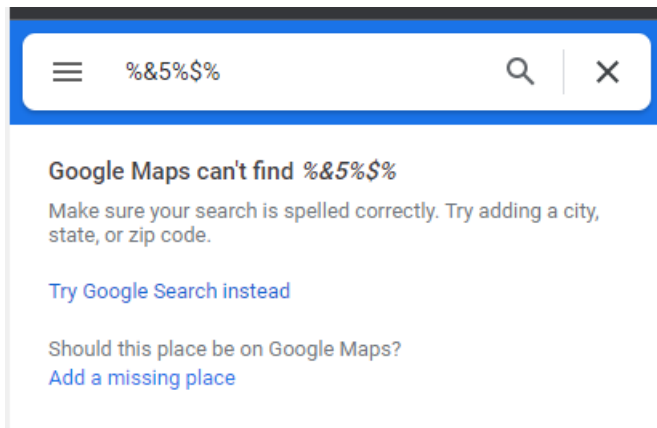 %&5%$%
Google Maps can't find %&5%$%
Make sure your search is spelled correctly. Try adding a city,
state, or zip code.
Try Google Search instead
Should this place be on Google Maps?
Add a missing place